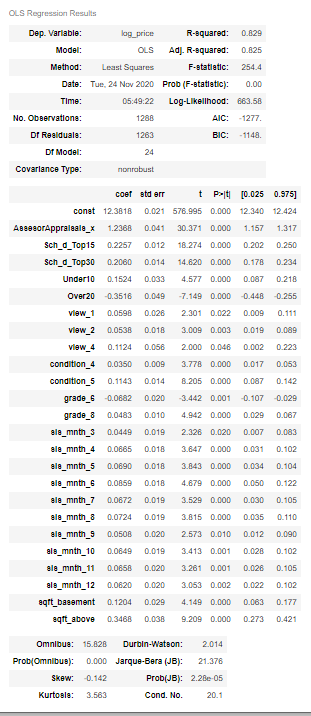 OLS Regression Results
Dep. Variable: log_price R-squared: 0.829
Model: OLS Adj. R-squared: 0.825
Method: Least Squares F-statistic: 254.4
Date: Tue, 24 Nov 2020 Prob (F-statistic): 0.00
Time: 05:49:22 Log-Likelihood: 663.58
No. Observations: 1288 AIC: -1277.
Df Residuals: 1263 BIC: -1148.
Df Model: 24
Covariance Type: nonrobust
coef std err t P>|t| [0.025 0.975]
const 12.3818 0.021 576.995 0.000 12.340 12.424
AssesorAppraisals_x 1.2368 0.041 30.371 0.000 1.157 1.317
Sch_d_Top15 0.2257 0.012 18.274 0.000 0.202 0.250
Sch_d_Top30 0.2060 0.014 14.620 0.000 0.178 0.234
Under10 0.1524 0.033 4.577 0.000 0.087 0.218
Over20 -0.3516 0.049 -7.149 0.000 -0.448 -0.255
view_1 0.0598 0.026 2.301 0.022 0.009 0.111
view_2 0.0538 0.018 3.009 0.003 0.019 0.089
view_4 0.1124 0.056 2.000 0.046 0.002 0.223
condition_4 0.0350 0.009 3.778 0.000 0.017 0.053
condition_5 0.1143 0.014 8.205 0.000 0.087 0.142
grade_6 -0.0682 0.020 -3.442 0.001 -0.107 -0.029
grade_8 0.0483 0.010 4.942 0.000 0.029 0.067
sls_mnth_3 0.0449 0.019 2.326 0.020 0.007 0.083
sls_mnth_4 0.0665 0.018 3.647 0.000 0.031 0.102
sls_mnth_5 0.0690 0.018 3.843 0.000 0.034 0.104
sls_mnth_6 0.0859 0.018 4.679 0.000 0.050 0.122
sls_mnth_7 0.0672 0.019 3.529 0.000 0.030 0.105
sls_mnth_8 0.0724 0.019 3.815 0.000 0.035 0.110
sls_mnth_9 0.0508 0.020 2.573 0.010 0.012 0.090
sls_mnth_10 0.0649 0.019 3.413 0.001 0.028 0.102
sls_mnth_11 0.0658 0.020 3.261 0.001 0.026 0.105
sls_mnth_12 0.0620 0.020 3.053 0.002 0.022 0.102
sqft_basement 0.1204 0.029 4.149 0.000 0.063 0.177
sqft_above 0.3468 0.038 9.209 0.000 0.273 0.421
Omnibus: 15.828 Durbin-Watson: 2.014
Prob(Omnibus): 0.000 Jarque-Bera (JB): 21.376
Skew: -0.142 Prob(JB): 2.28e-05
Kurtosis: 3.563 Cond. No. 20.1